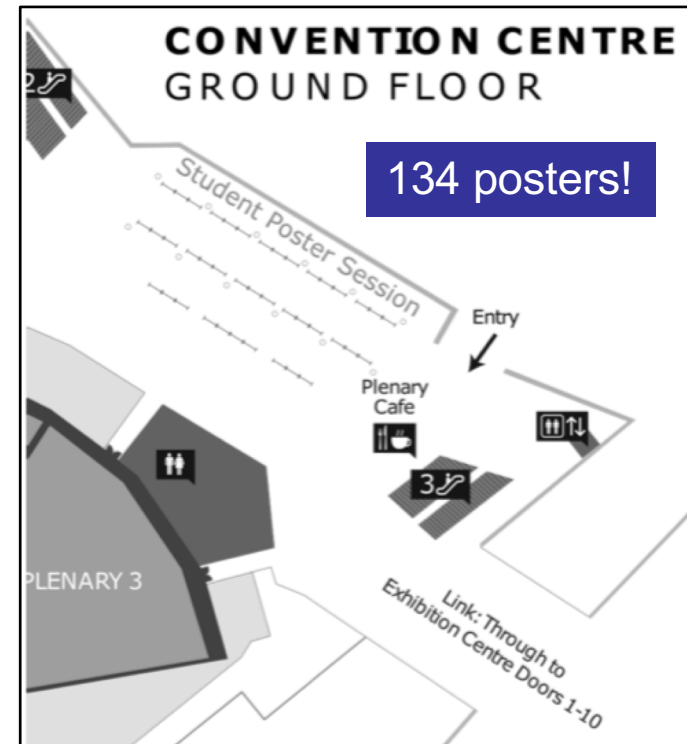 CONVENTION CENTRE
GROUND FLOOR
134 posters!
2
Student Poster Session
Entry
Plenary
Cafe
3
PLENARY 3
Link: Through to
Exhibition Centre Doors 1-10